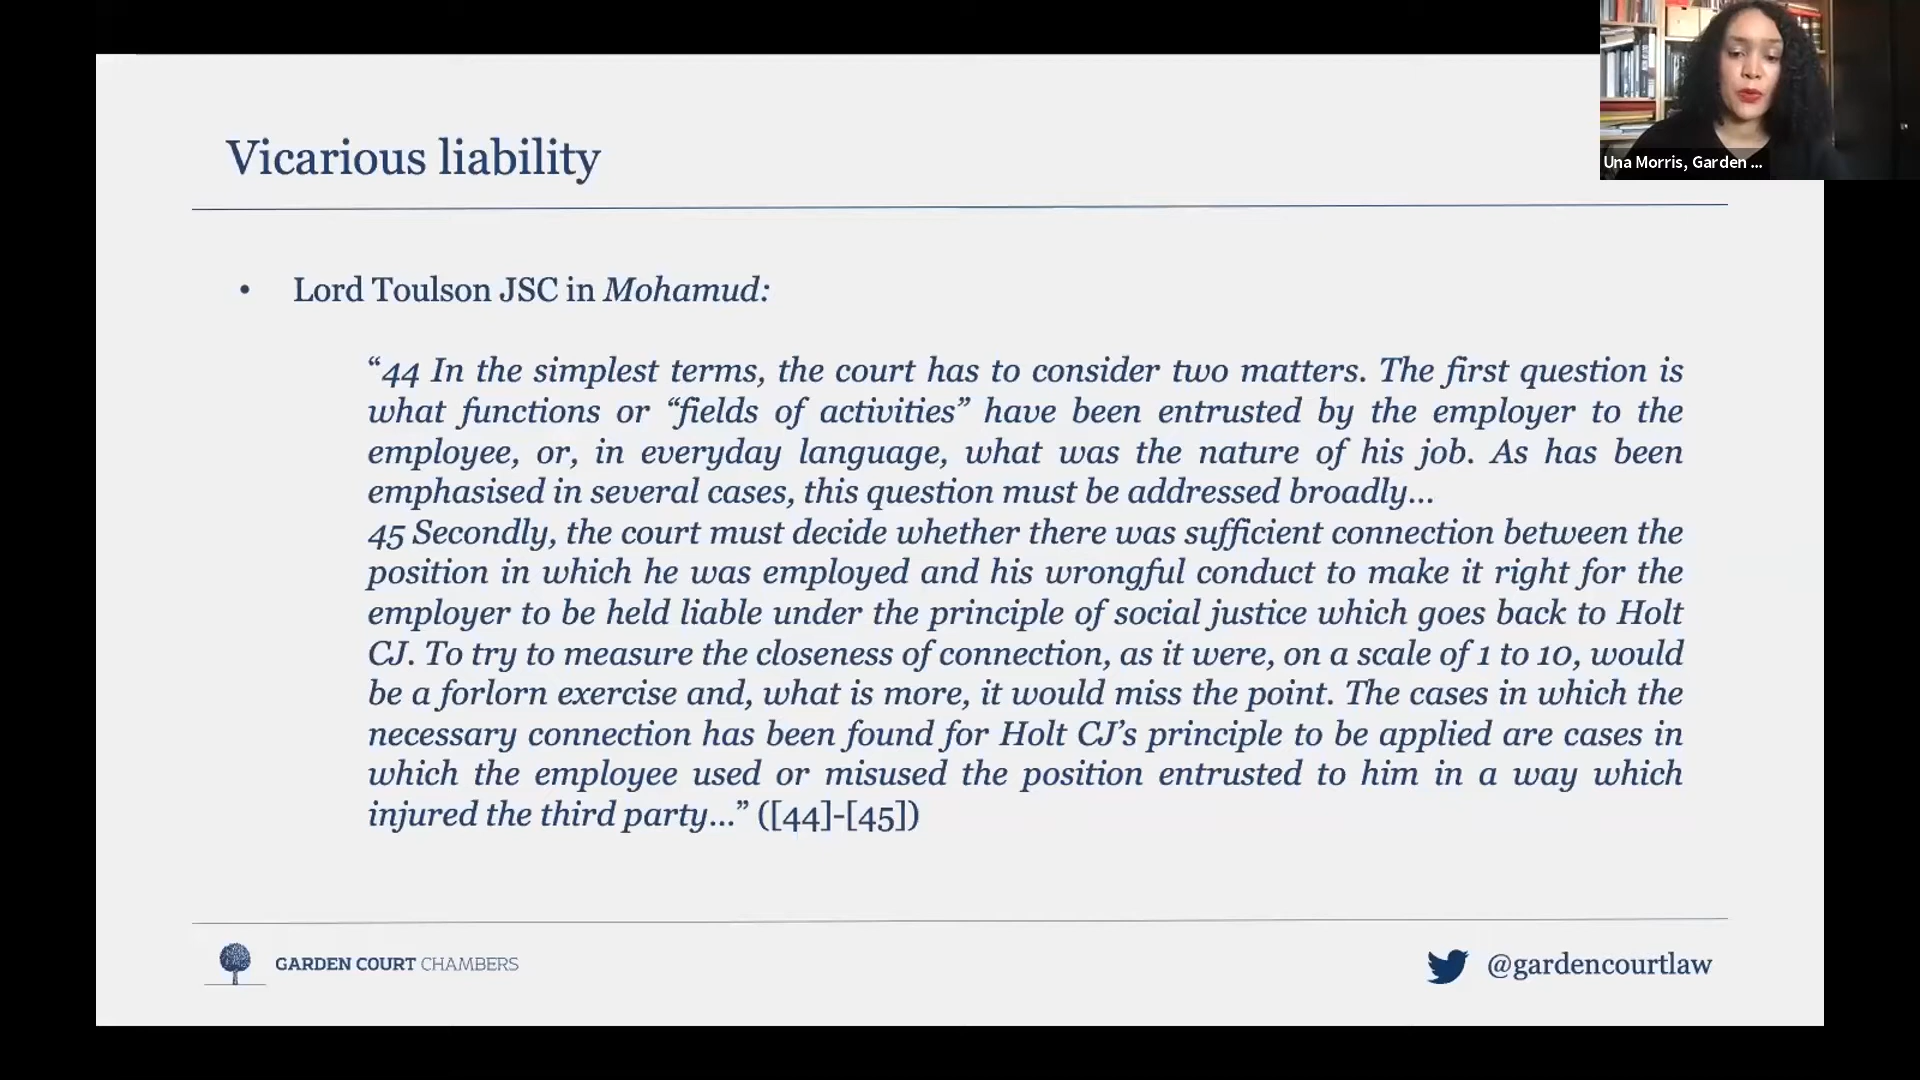 Una Morris, Garden ...
Vicarious liability
• Lord Toulson JSC in Mohamud:
“44 In the simplest terms, the court has to consider two matters. The first question is
what functions or “fields of activities” have been entrusted by the employer to the
employee, or, in everyday language, what was the nature of his job. As has been
emphasised in several cases, this question must be addressed broadly...
45 Secondly, the court must decide whether there was sufficient connection between the
position in which he was employed and his wrongful conduct to make it right for the
employer to be held liable under the principle of social justice which goes back to Holt
CJ. To try to measure the closeness of connection, as it were, on a scale of 1 to 10, would
be a forlorn exercise and, what is more, it would miss the point. The cases in which the
necessary connection has been found for Holt CJ’s principle to be applied are cases in
which the employee used or misused the position entrusted to him in a way which
injured the third party...” ([44]-[45])
GARDEN COURT CHAMBERS
@gardencourtlaw